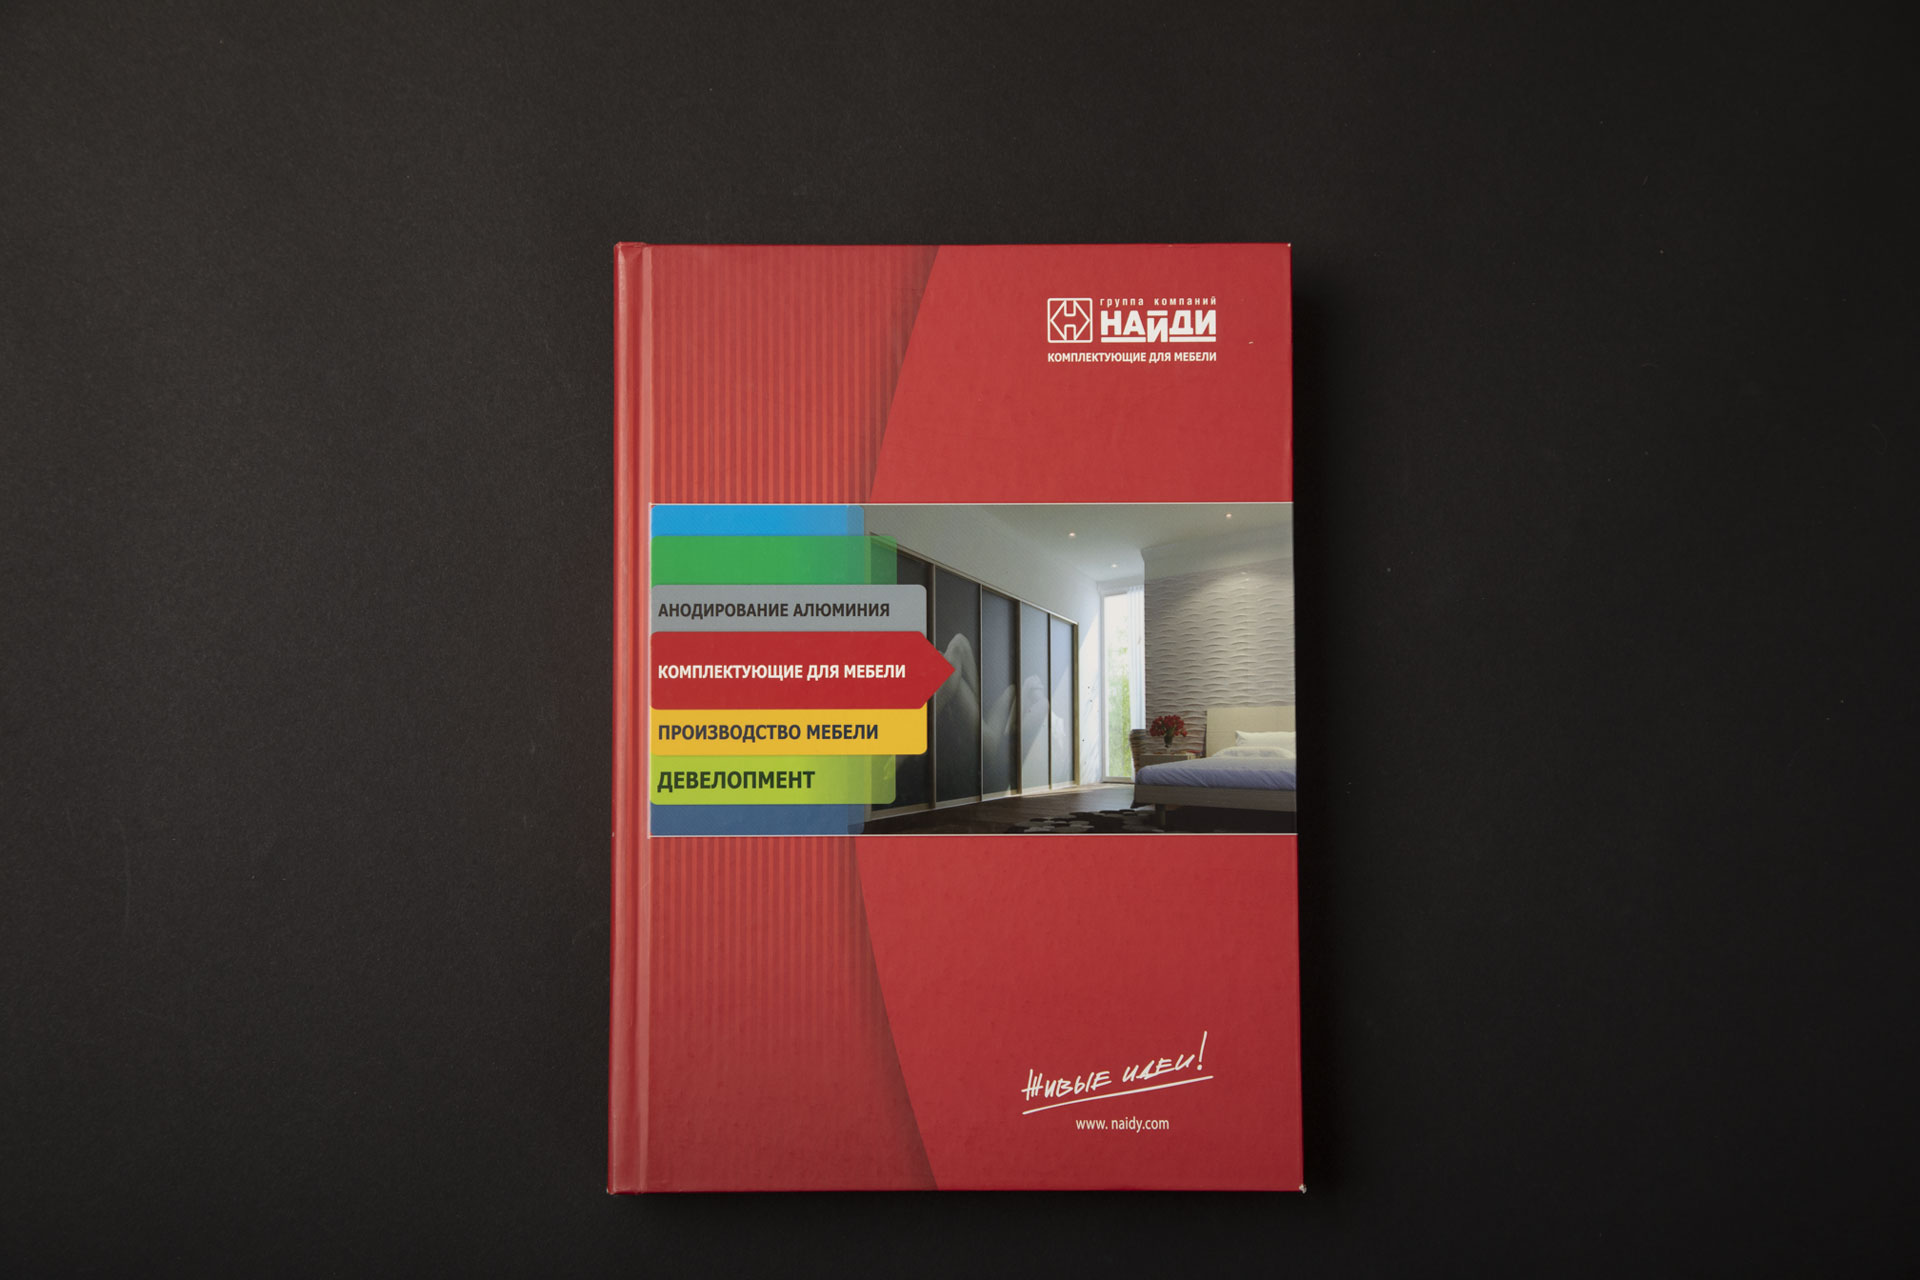 группа компаний
НАЙДИ
КОМПЛЕКТУЮЩИЕ ДЛЯ МЕБЕЛИ
АНОДИРОВАНИЕ АЛЮМИНИЯ
КОМПЛЕКТУЮЩИЕ ДЛЯ МЕБЕЛИ
ПРОИЗВОДСТВО МЕБЕЛИ
ДЕВЕЛОПМЕНТ
ЖИВЫЕ ИДЕИ!
www. naidy.com